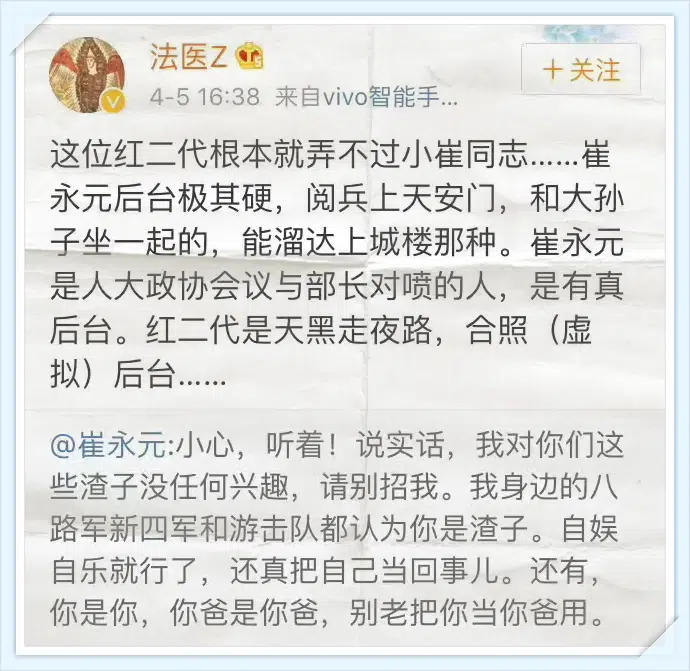 法医Z
4-5 16:38 来自vivo智能手...
+关注
这位红二代根本就弄不过小崔同志……崔
永元后台极其硬，阅兵上天安门，和大孙
子坐一起的，能溜达上城楼那种。崔永元
是人大政协会议与部长对喷的人，是有真
后台。红二代是天黑走夜路，合照（虚
拟）后台……
@崔永元:小心，听着！说实话，我对你们这
些渣子没任何兴趣，请别招我。我身边的八
路军新四军和游击队都认为你是渣子。自娱
自乐就行了，还真把自己当回事儿。还有，
你是你，你爸是你爸，别老把你当你爸用。